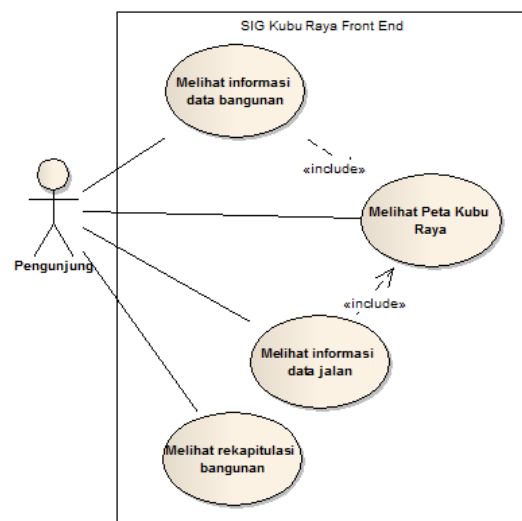 SIG Kubu Raya Front End
Melihat informasi
data bangunan
«include»
Melihat Peta Kubu
Raya
Pengunjung
«include»
Melihat informasi
data jalan
Melihat rekapitulasi
bangunan